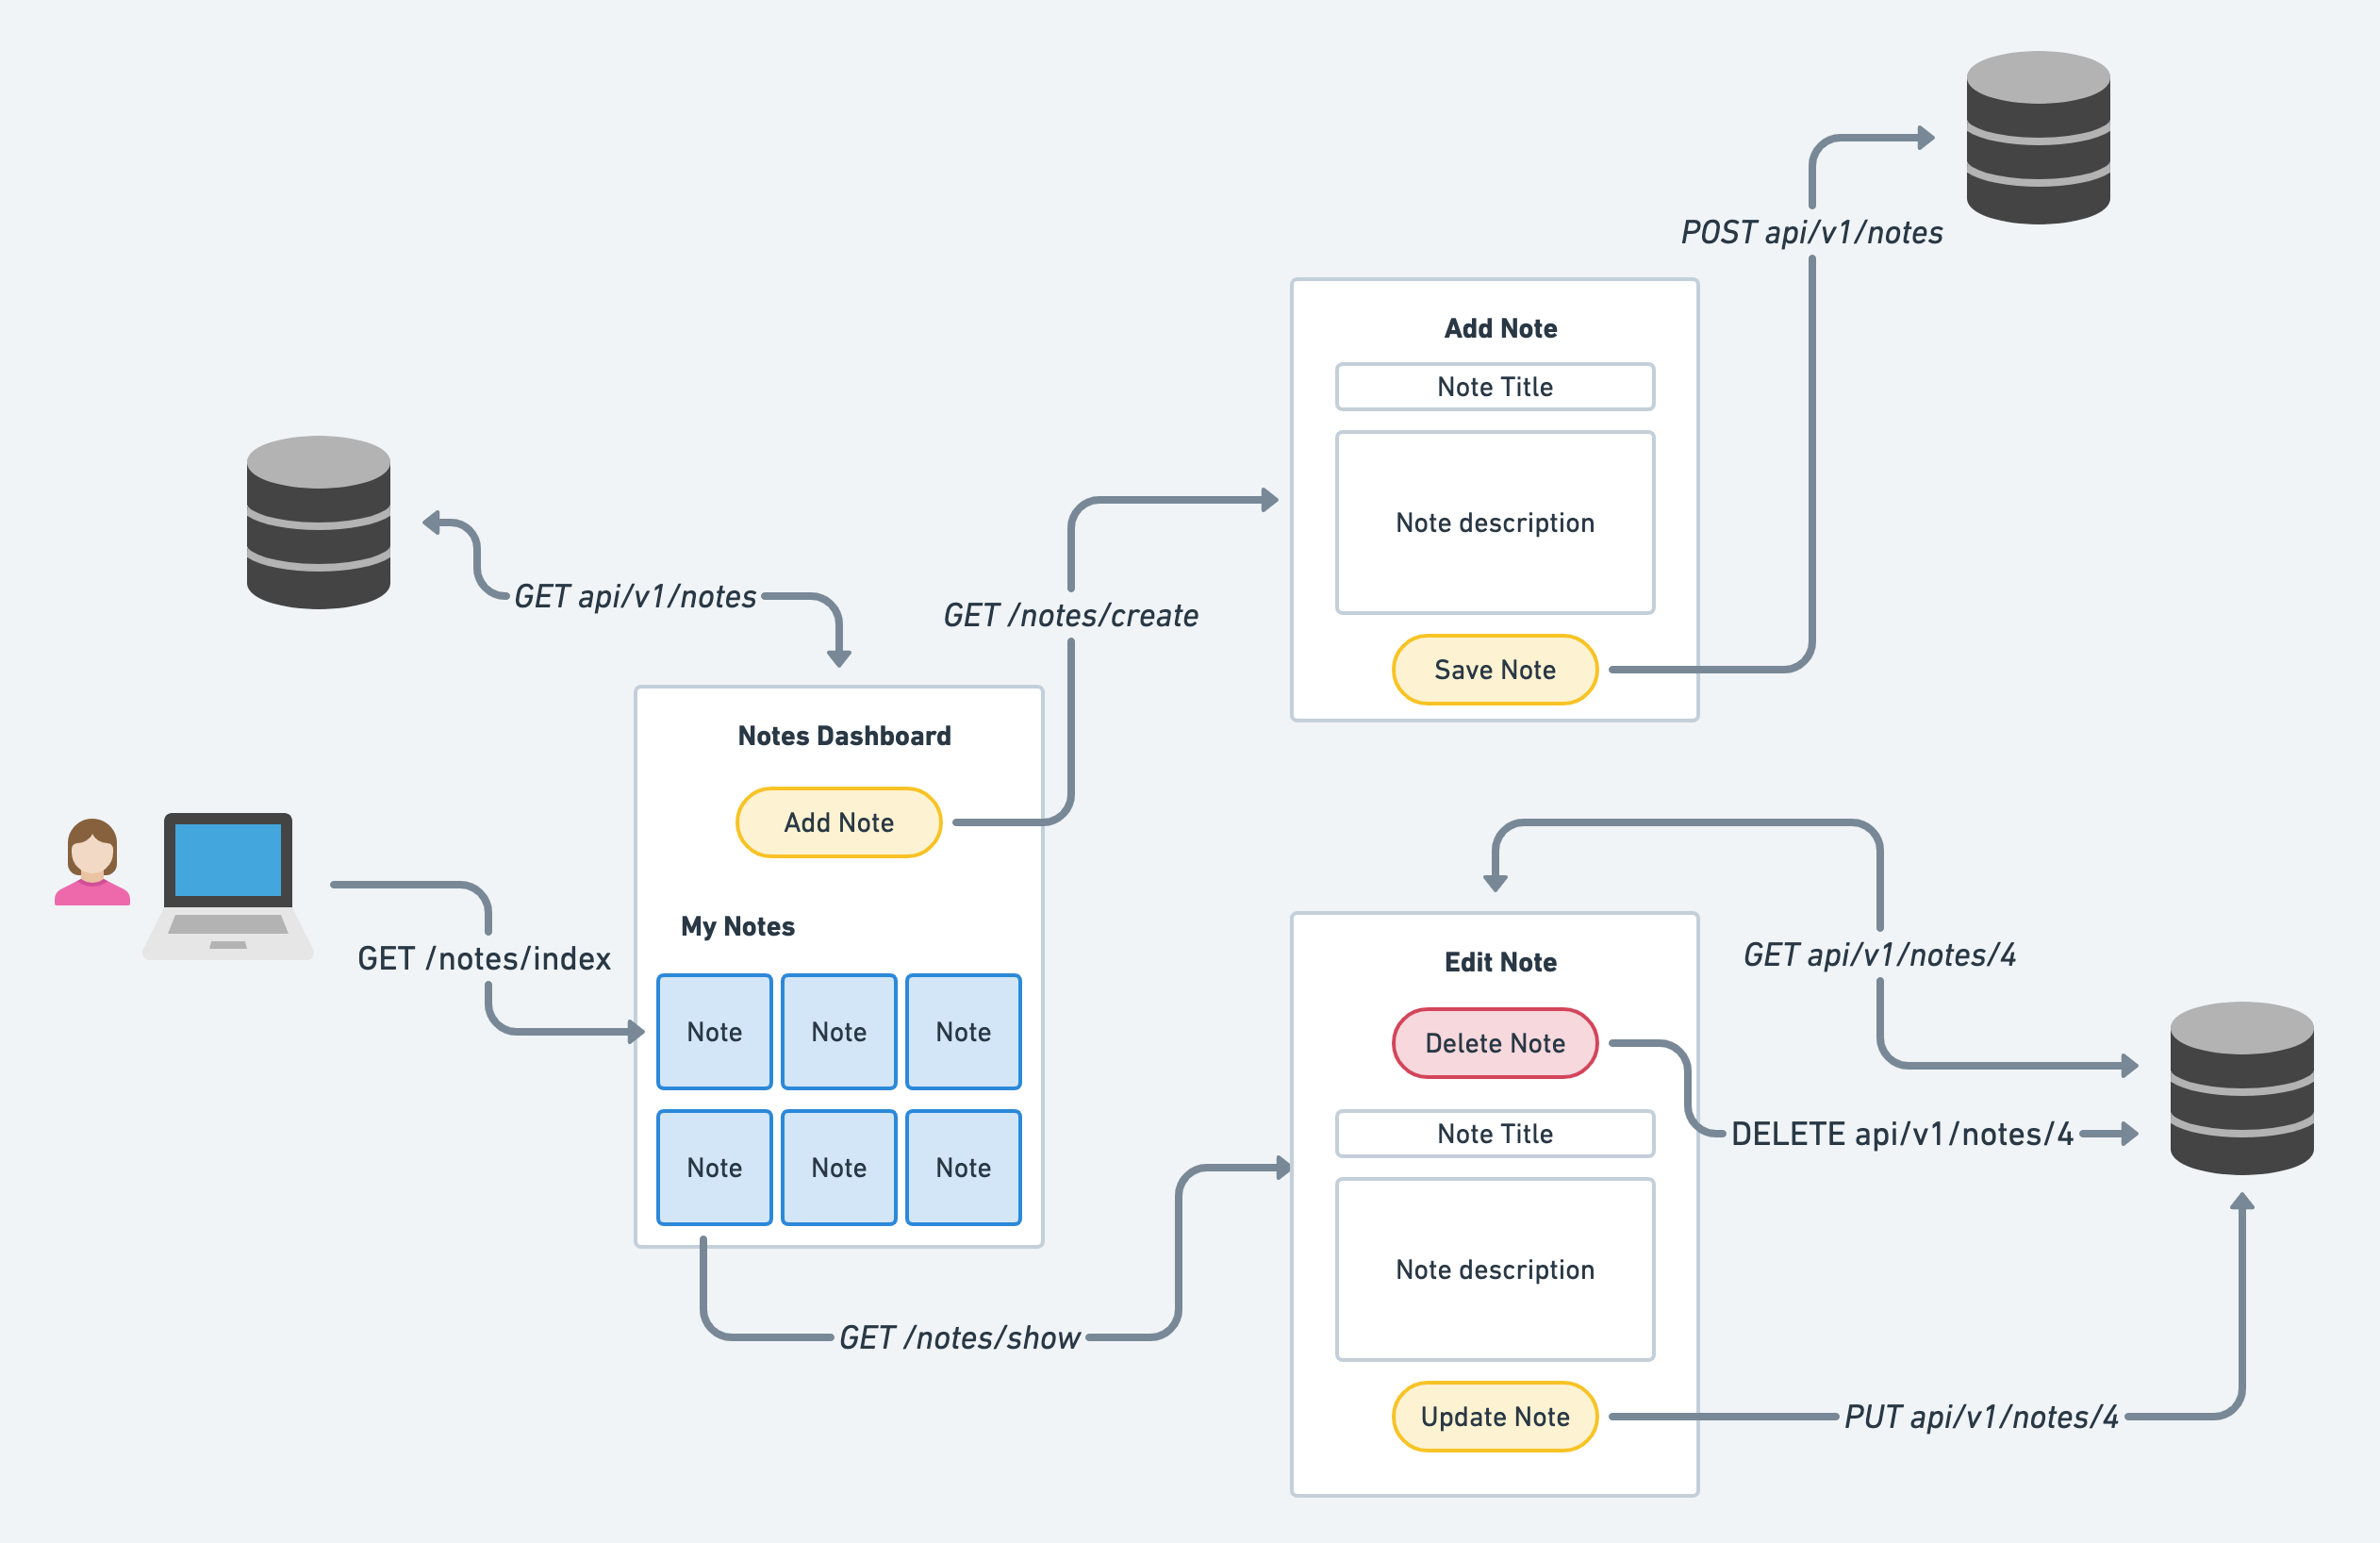 POST api/v1/notes
Add Note
Note Title
Note description
Save Note
GET api/v1/notes
GET /notes/create
Notes Dashboard
Add Note
My Notes
Note Note Note
Note Note Note
GET /notes/index
GET /notes/show
Edit Note
Delete Note
Note Title
Note description
Update Note
GET api/v1/notes/4
DELETE api/v1/notes/4
PUT api/v1/notes/4